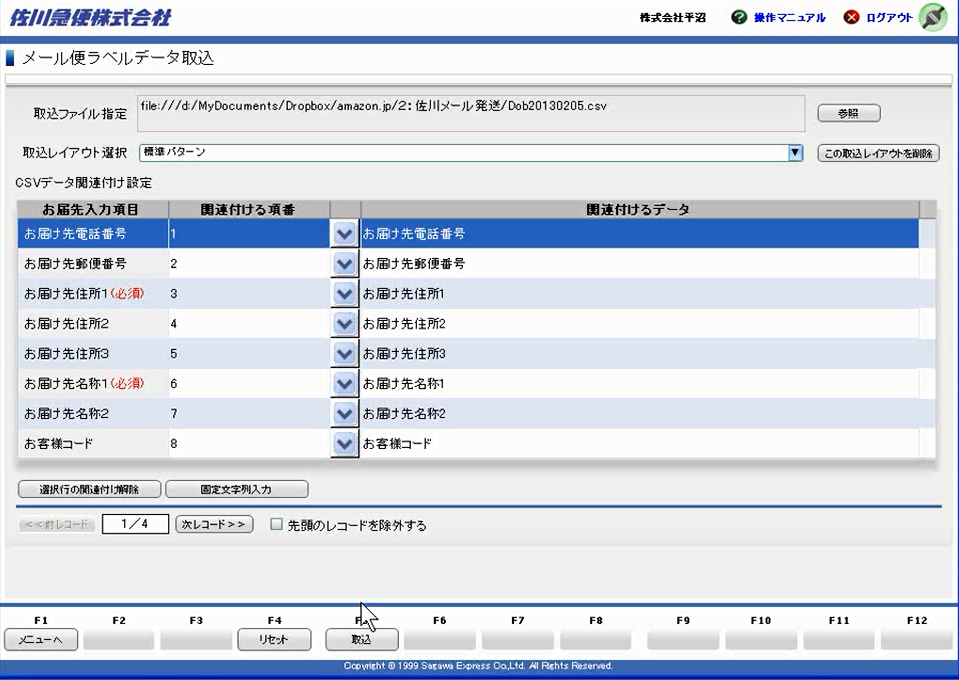 佐川急便株式会社
株式会社平沼 操作マニュアル ログアウト
メール便ラベルデータ取込
取込ファイル指定 file:///d:/MyDocuments/Dropbox/amazon.jp/2：佐川メール発送/Dob20130205.csv 参照
取込レイアウト選択 標準パターン この取込レイアウトを削除
CSVデータ関連付け設定
お届先入力項目 関連付ける項番 関連付けるデータ
お届け先電話番号 1 お届け先電話番号
お届け先郵便番号 2 お届け先郵便番号
お届け先住所1(必須) 3 お届け先住所1
お届け先住所2 4 お届け先住所2
お届け先住所3 5 お届け先住所3
お届け先名称1(必須) 6 お届け先名称1
お届け先名称2 7 お届け先名称2
お客様コード 8 お客様コード
選択行の関連付け解除 固定文字列入力
<<前レコード 1／4 次レコード>> 先頭のレコードを除外する
F1 F2 F3 F4 F6 F7 F8 F9 F10 F11 F12
メニューへ リセット 取込
Copyright © 1999 Sagawa Express Co.,Ltd. All Rights Reserved.